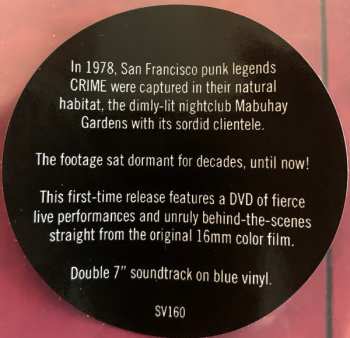 In 1978, San Francisco punk legends
CRIME were captured in their natural
habitat, the dimly-lit nightclub Mabuhay
Gardens with its sordid clientele.
The footage sat dormant for decades, until now!
This first-time release features a DVD of fierce
live performances and unruly behind-the-scenes
straight from the original 16mm color film.
Double 7" soundtrack on blue vinyl.
SV160